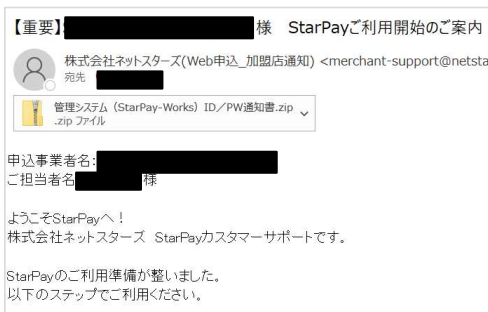 【重要】 様 StarPayご利用開始のご案内
株式会社ネットスターズ(Web申込_加盟店通知) <merchant-support@netsta
宛先
管理システム（StarPay-Works）ID／PW通知書.zip
.zip ファイル
申込事業者名:
ご担当者名 様
ようこそStarPayへ！
株式会社ネットスターズ StarPayカスタマーサポートです。
StarPayのご利用準備が整いました。
以下のステップでご利用ください。